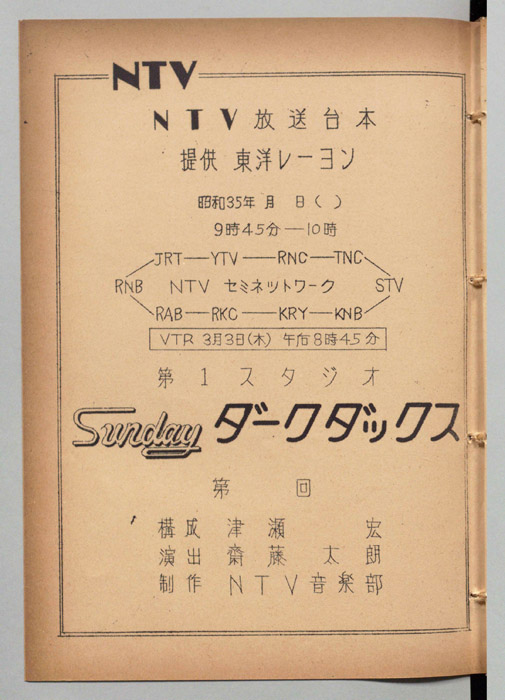 NTV
NTV放送台本
提供 東洋レーヨン
昭和35年 月 日( )
9時45分―10時
JRT―YTV―RNC―TNC
RNB NTV セミネットワーク STV
RAB―RKC―KRY―KNB
VTR 3月3日(木) 午后8時45分
第1スタジオ
Sunday ダークダックス
第 回
構成 津瀬 宏
演出 齋藤太朗
制作 NTV音楽部